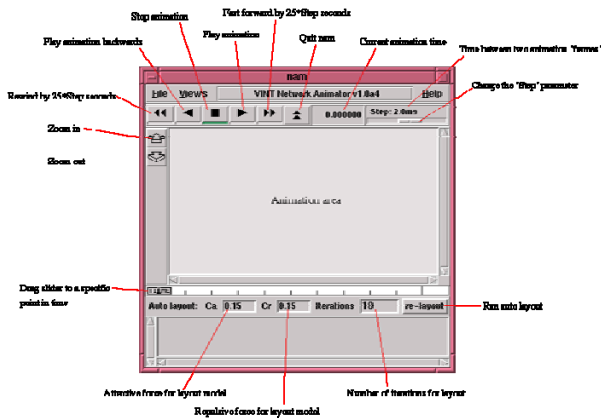 Fast forward by 25*Step seconds
Stop animation
Play animation backwards
Play animation
Quit nam
Current animation time
Time between two animation "frames"
Change the "Step" parameter
Rewind by 25*Step seconds
nam
File Views VINT Network Animator v1.0a4 Help
0.000000 Step: 2.0ms
Zoom in
Zoom out
Animation area
Drag slider to a specific
point in time
TIME
Auto layout: Ca 0.15 Cr 0.15 Iterations 10 re-layout
Run auto layout
Attractive force for layout model
Number of iterations for layout
Repulsive force for layout model